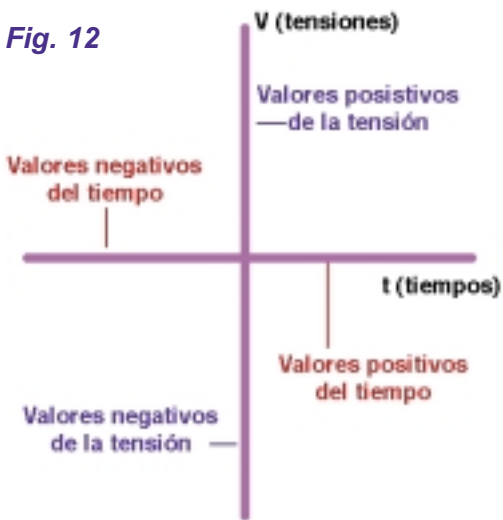 Fig. 12
V (tensiones)
Valores posistivos
de la tensión
Valores negativos
del tiempo
t (tiempos)
Valores positivos
del tiempo
Valores negativos
de la tensión